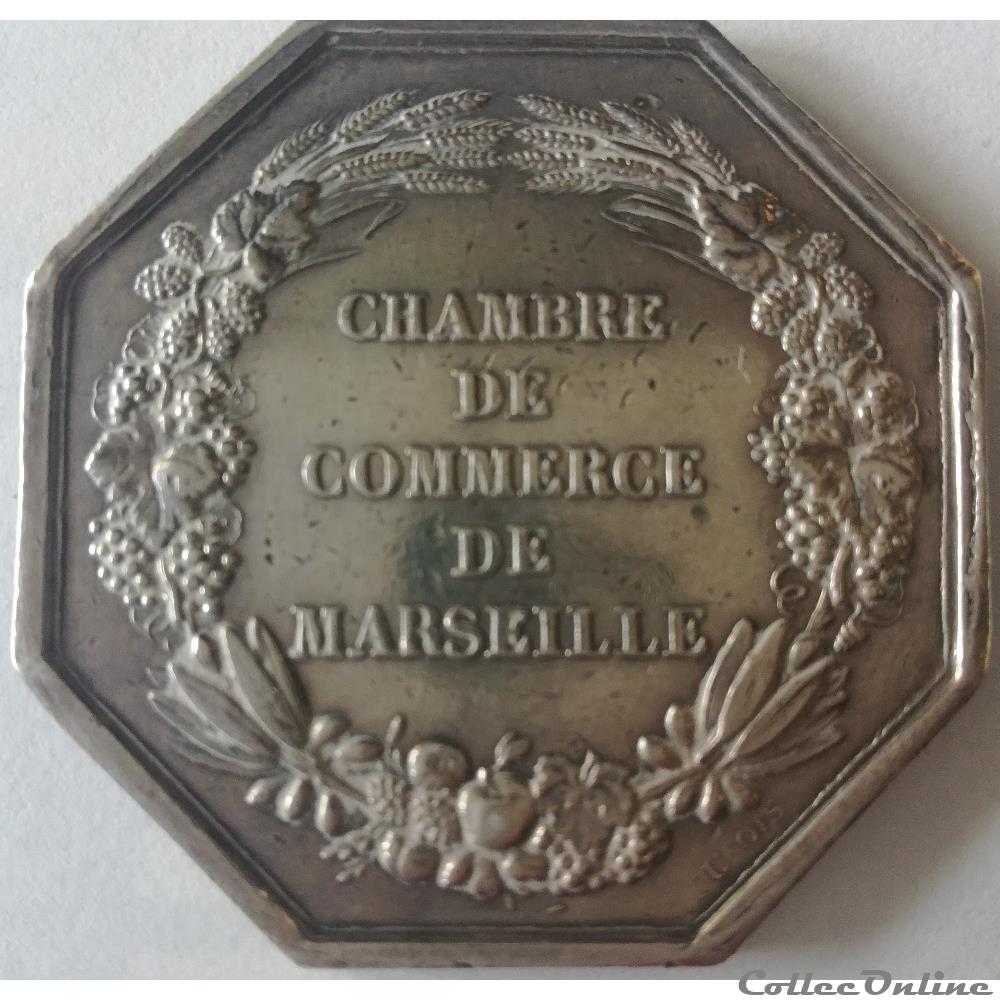 CHAMBRE
DE
COMMERCE
DE
MARSEILLE
CollecOnline